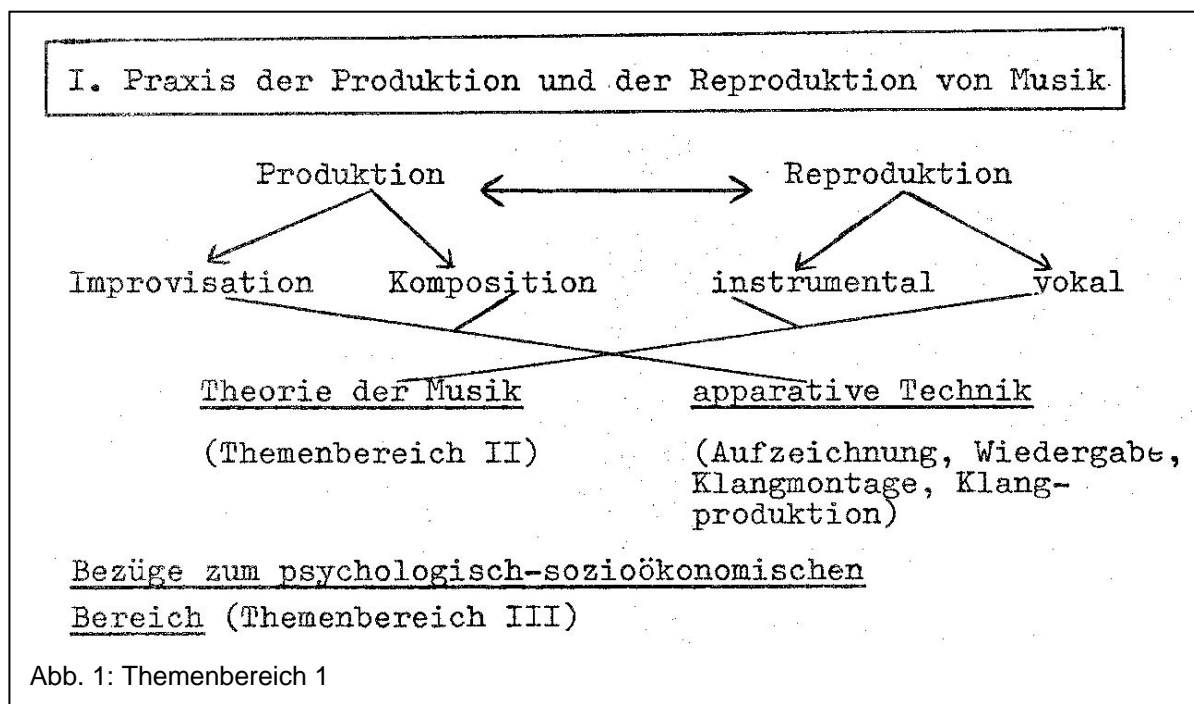 I. Praxis der Produktion und der Reproduktion von Musik
Produktion Reproduktion
Improvisation Komposition instrumental vokal
Theorie der Musik apparative Technik
(Themenbereich II) (Aufzeichnung, Wiedergabe,
Klangmontage, Klang-
produktion)
Bezüge zum psychologisch-sozioökonomischen
Bereich (Themenbereich III)
Abb. 1: Themenbereich 1